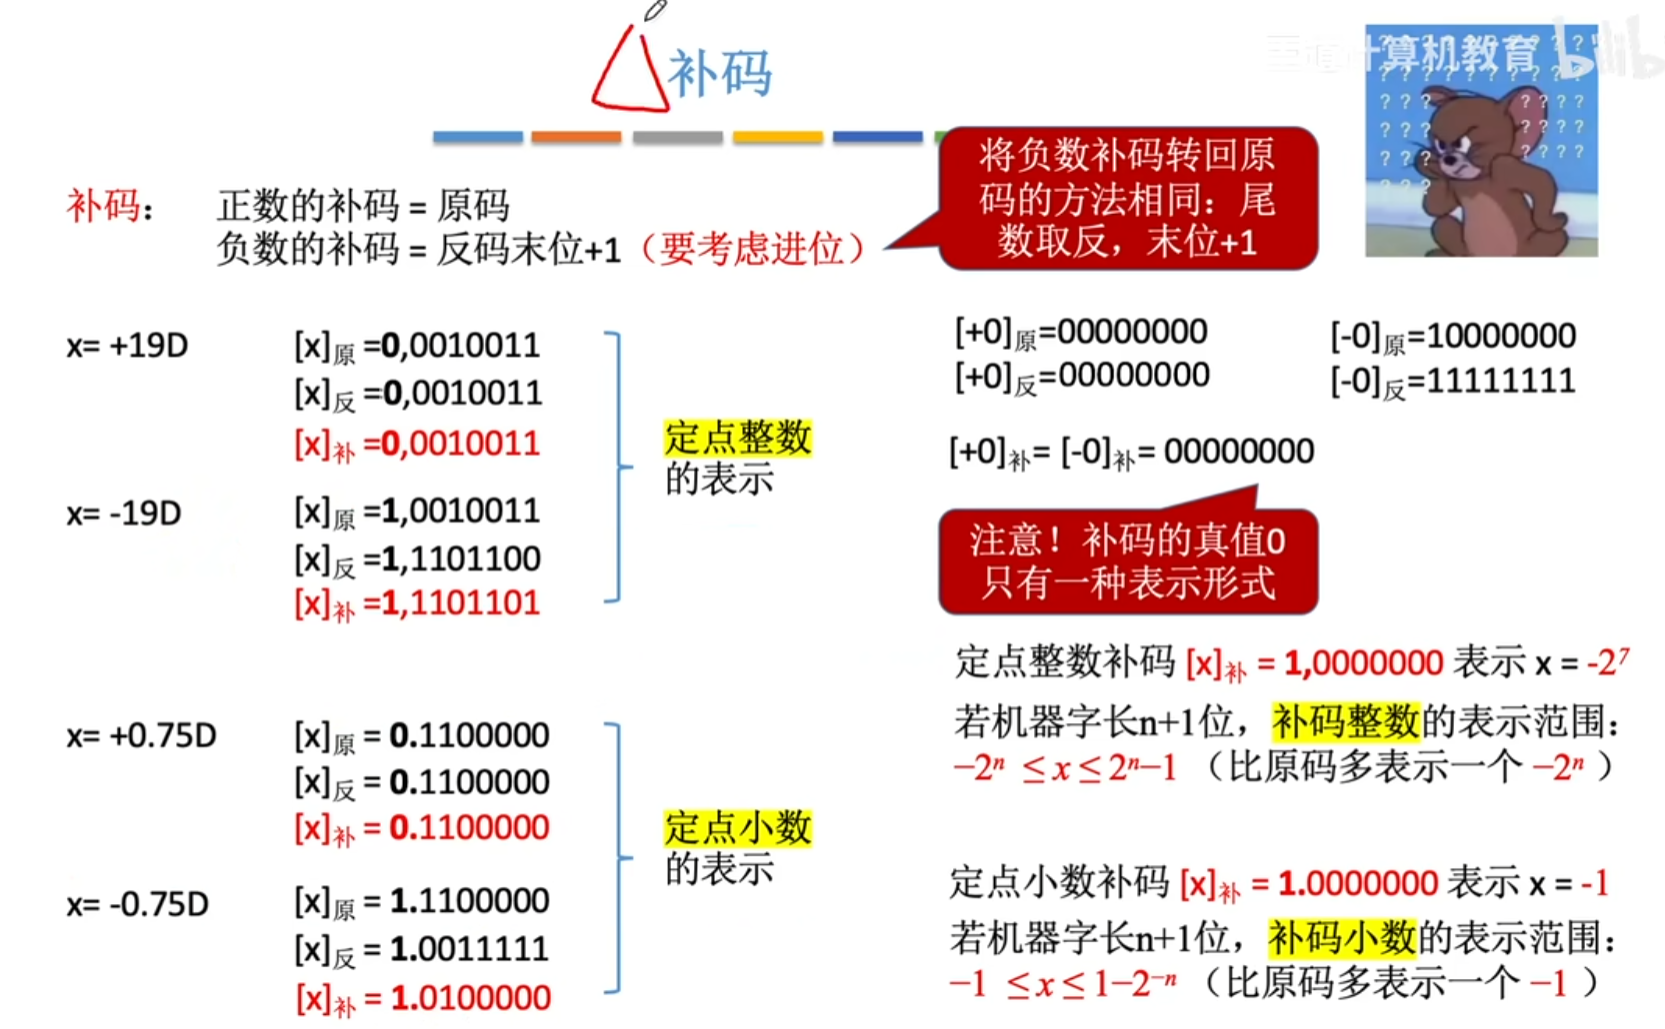 补码
王道计算机教育
bilibili
将负数补码转回原
码的方法相同：尾
数取反，末位+1
补码： 正数的补码 = 原码
负数的补码 = 反码末位+1（要考虑进位）
x= +19D [x]原 =0,0010011
[x]反 =0,0010011
[x]补 =0,0010011
x= -19D [x]原 =1,0010011
[x]反 =1,1101100
[x]补 =1,1101101
定点整数
的表示
x= +0.75D [x]原 = 0.1100000
[x]反 = 0.1100000
[x]补 = 0.1100000
x= -0.75D [x]原 = 1.1100000
[x]反 = 1.0011111
[x]补 = 1.0100000
定点小数
的表示
[+0]原=00000000 [-0]原=10000000
[+0]反=00000000 [-0]反=11111111
[+0]补= [-0]补= 00000000
注意！补码的真值0
只有一种表示形式
定点整数补码 [x]补 = 1,0000000 表示 x = -2⁷
若机器字长n+1位，补码整数的表示范围：
−2ⁿ ≤ x ≤ 2ⁿ−1 （比原码多表示一个 −2ⁿ ）
定点小数补码 [x]补 = 1.0000000 表示 x = -1
若机器字长n+1位，补码小数的表示范围：
−1 ≤ x ≤ 1−2⁻ⁿ （比原码多表示一个 −1 ）